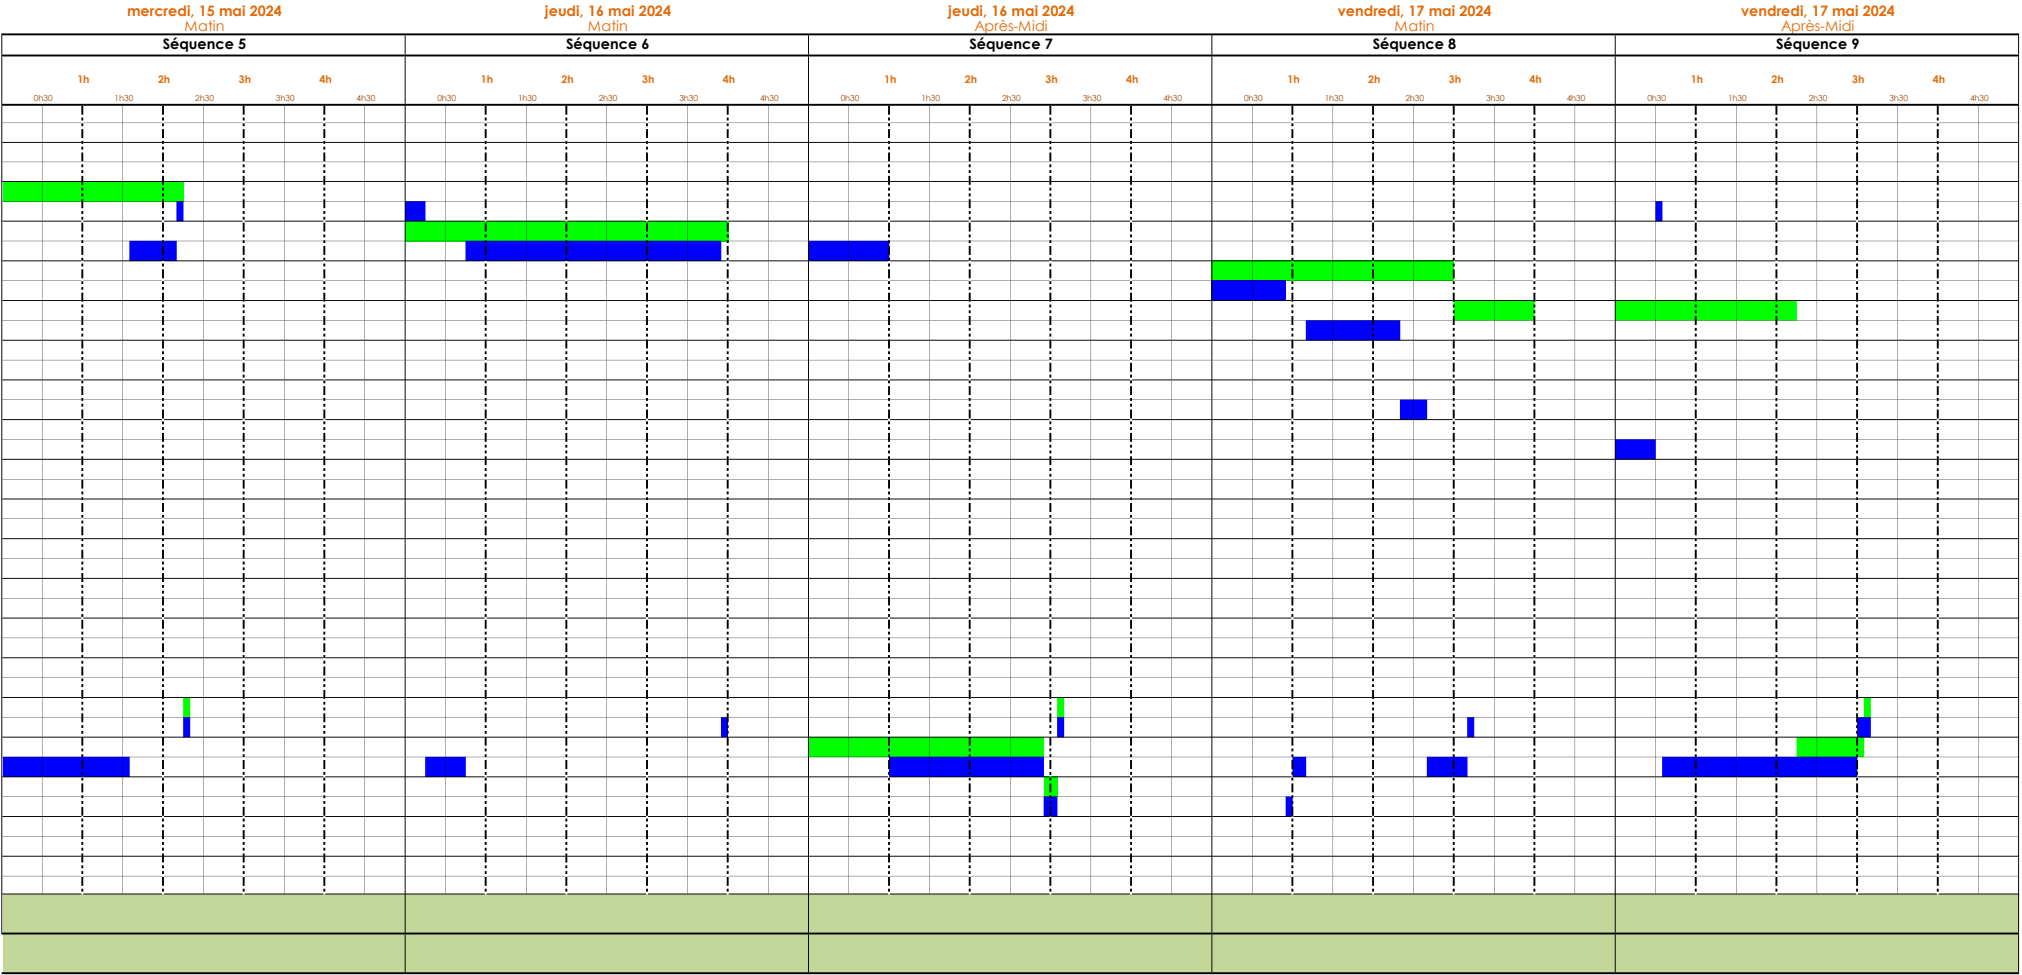 mercredi, 15 mai 2024 jeudi, 16 mai 2024 jeudi, 16 mai 2024 vendredi, 17 mai 2024 vendredi, 17 mai 2024
Matin Matin Après-Midi Matin Après-Midi
Séquence 5 Séquence 6 Séquence 7 Séquence 8 Séquence 9
1h 2h 3h 4h 1h 2h 3h 4h 1h 2h 3h 4h 1h 2h 3h 4h 1h 2h 3h 4h
0h30 1h30 2h30 3h30 4h30 0h30 1h30 2h30 3h30 4h30 0h30 1h30 2h30 3h30 4h30 0h30 1h30 2h30 3h30 4h30 0h30 1h30 2h30 3h30 4h30